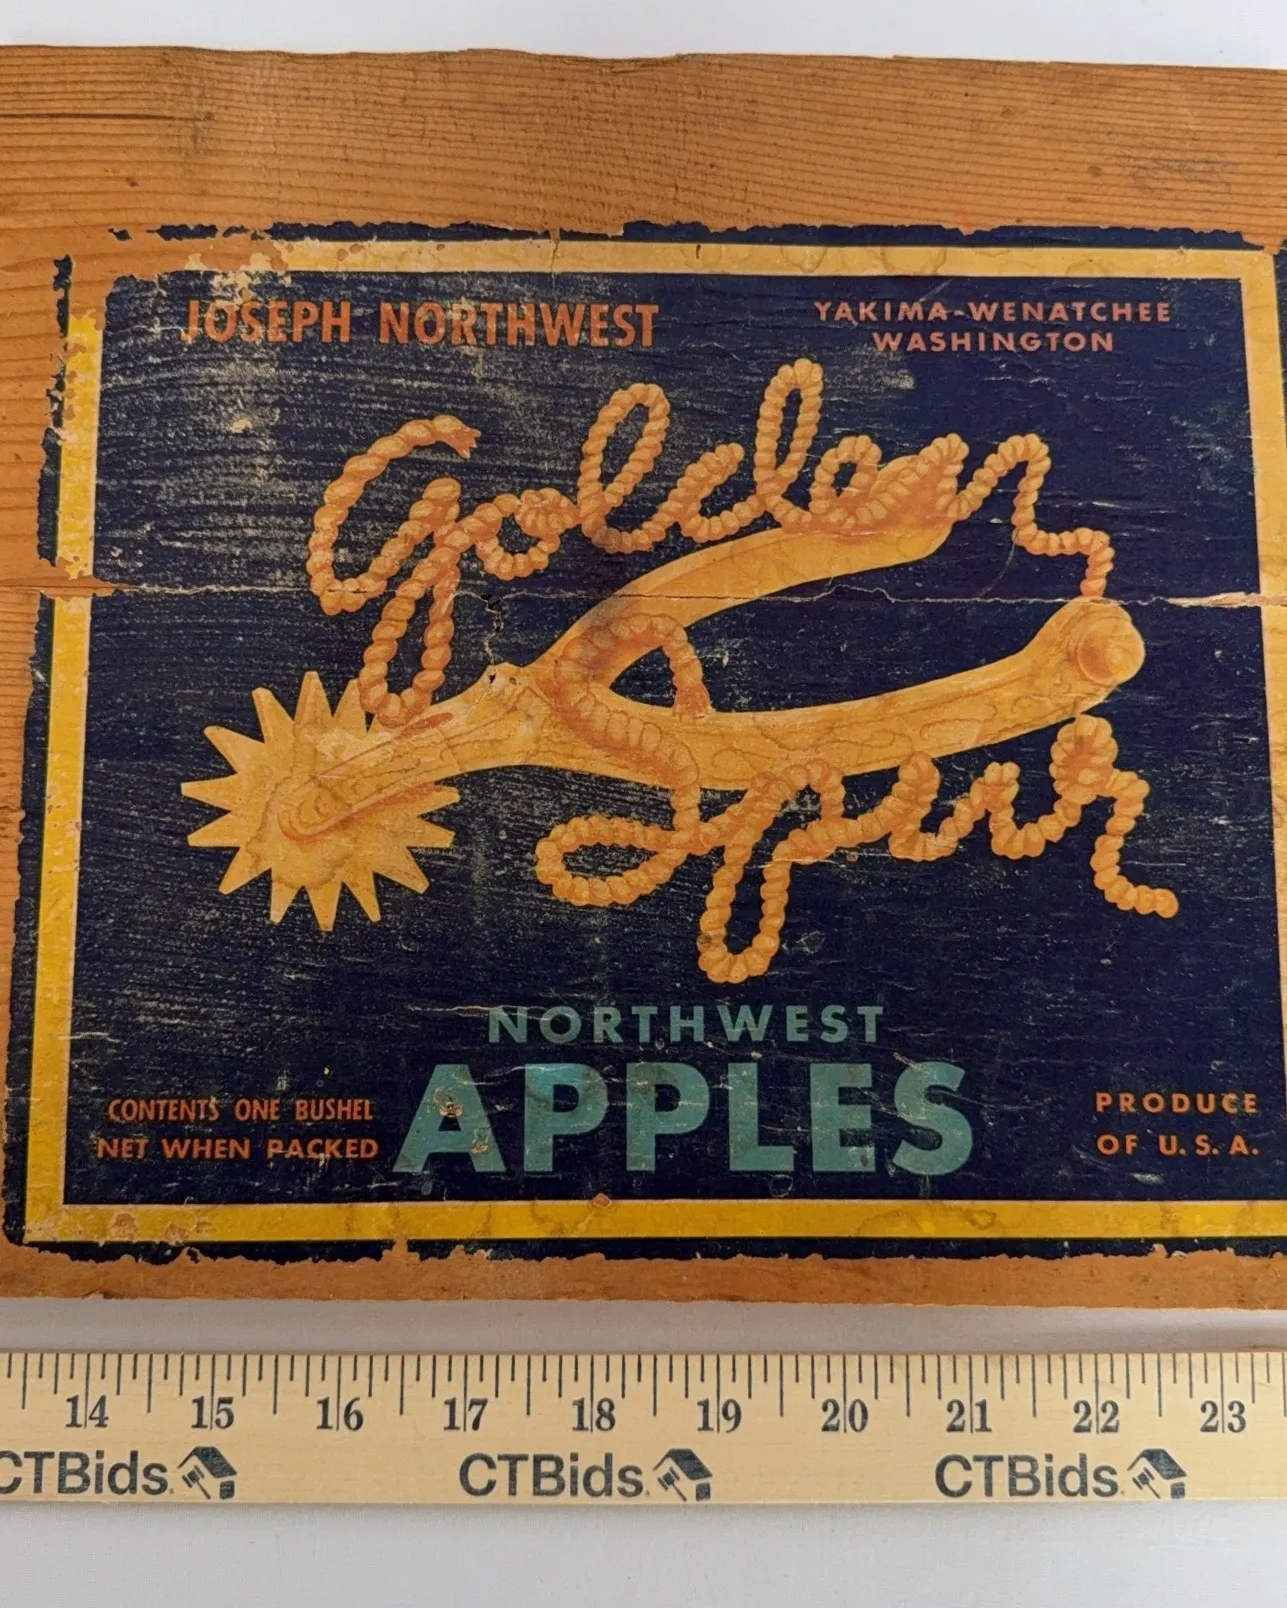 JOSEPH NORTHWEST
YAKIMA-WENATCHEE
WASHINGTON
Golden
Spur
NORTHWEST
APPLES
CONTENTS ONE BUSHEL
NET WHEN PACKED
PRODUCE
OF U.S.A.
14 15 16 17 18 19 20 21 22 23
CTBids. CTBids. CTBids.